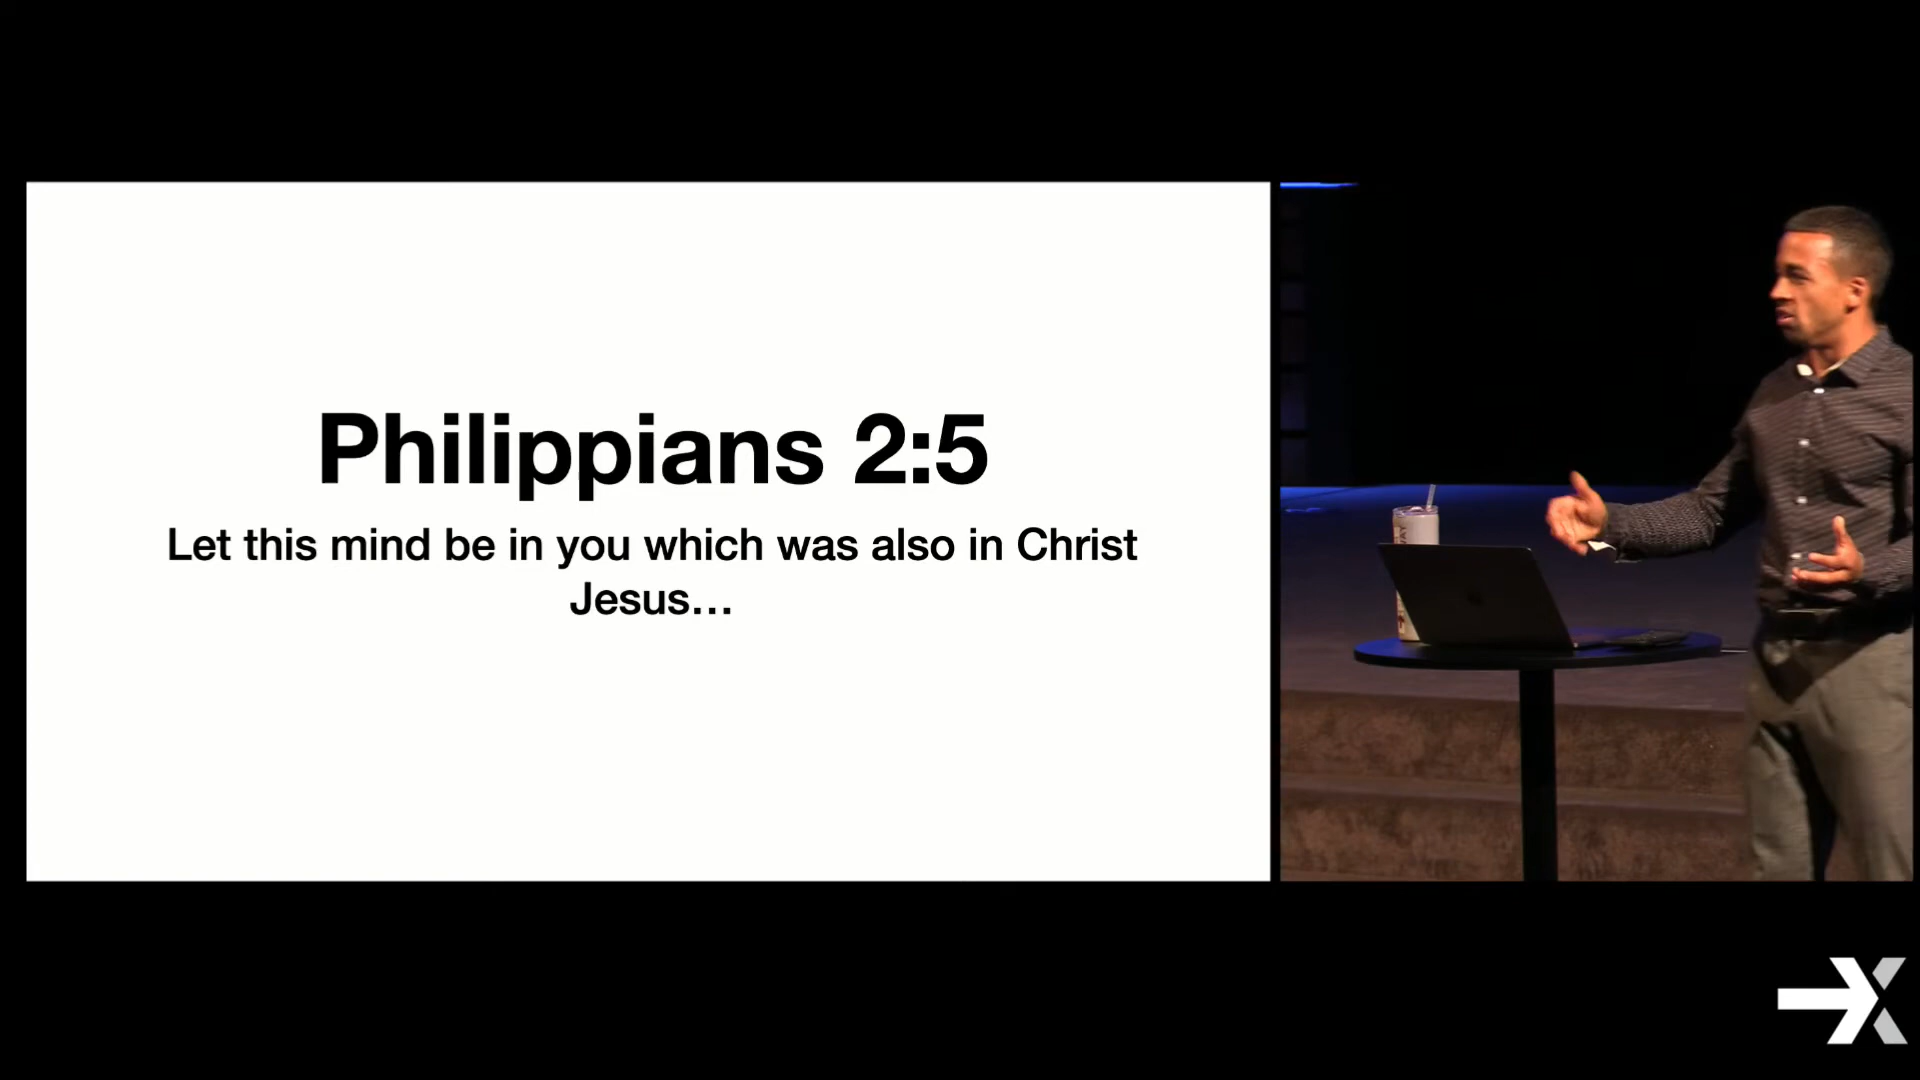 Philippians 2:5
Let this mind be in you which was also in Christ
Jesus...